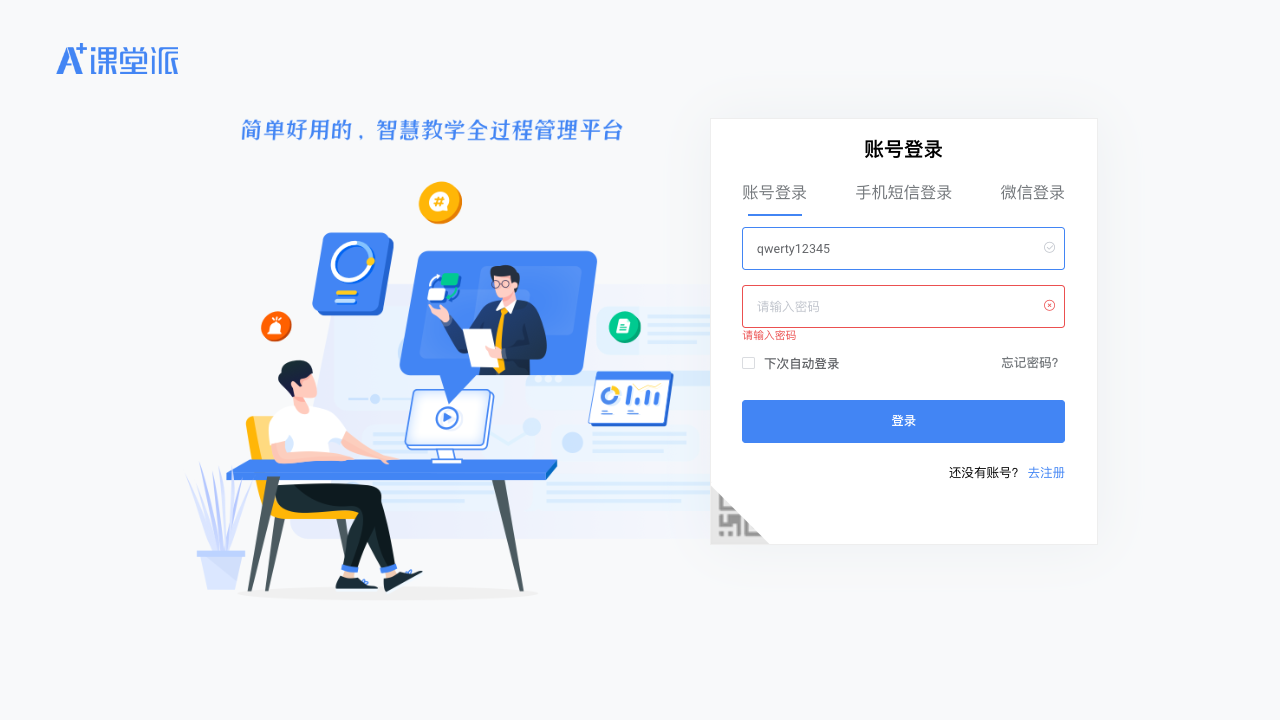 A+课堂派
简单好用的，智慧教学全过程管理平台
账号登录
账号登录 手机短信登录 微信登录
qwerty12345
请输入密码
请输入密码
下次自动登录 忘记密码?
登录
还没有账号? 去注册